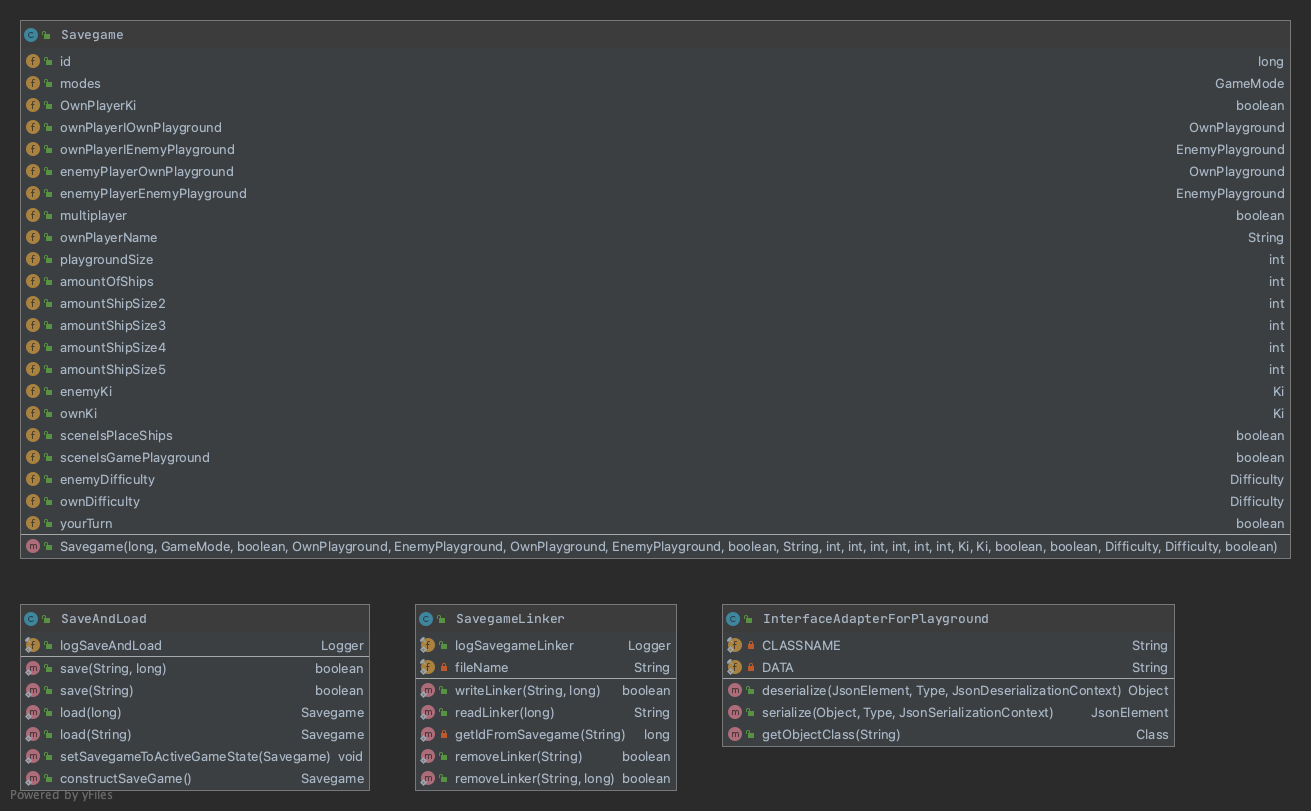 Savegame
id long
modes GameMode
OwnPlayerKi boolean
ownPlayerIOwnPlayground OwnPlayground
ownPlayerIEnemyPlayground EnemyPlayground
enemyPlayerOwnPlayground OwnPlayground
enemyPlayerEnemyPlayground EnemyPlayground
multiplayer boolean
ownPlayerName String
playgroundSize int
amountOfShips int
amountShipSize2 int
amountShipSize3 int
amountShipSize4 int
amountShipSize5 int
enemyKi Ki
ownKi Ki
sceneIsPlaceShips boolean
sceneIsGamePlayground boolean
enemyDifficulty Difficulty
ownDifficulty Difficulty
yourTurn boolean
Savegame(long, GameMode, boolean, OwnPlayground, EnemyPlayground, OwnPlayground, EnemyPlayground, boolean, String, int, int, int, int, int, int, Ki, Ki, boolean, boolean, Difficulty, Difficulty, boolean)
SaveAndLoad
logSaveAndLoad Logger
save(String, long) boolean
save(String) boolean
load(long) Savegame
load(String) Savegame
setSavegameToActiveGameState(Savegame) void
constructSaveGame() Savegame
SavegameLinker
logSavegameLinker Logger
fileName String
writeLinker(String, long) boolean
readLinker(long) String
getIdFromSavegame(String) long
removeLinker(String) boolean
removeLinker(String, long) boolean
InterfaceAdapterForPlayground
CLASSNAME String
DATA String
deserialize(JsonElement, Type, JsonDeserializationContext) Object
serialize(Object, Type, JsonSerializationContext) JsonElement
getObjectClass(String) Class
Powered by yFiles